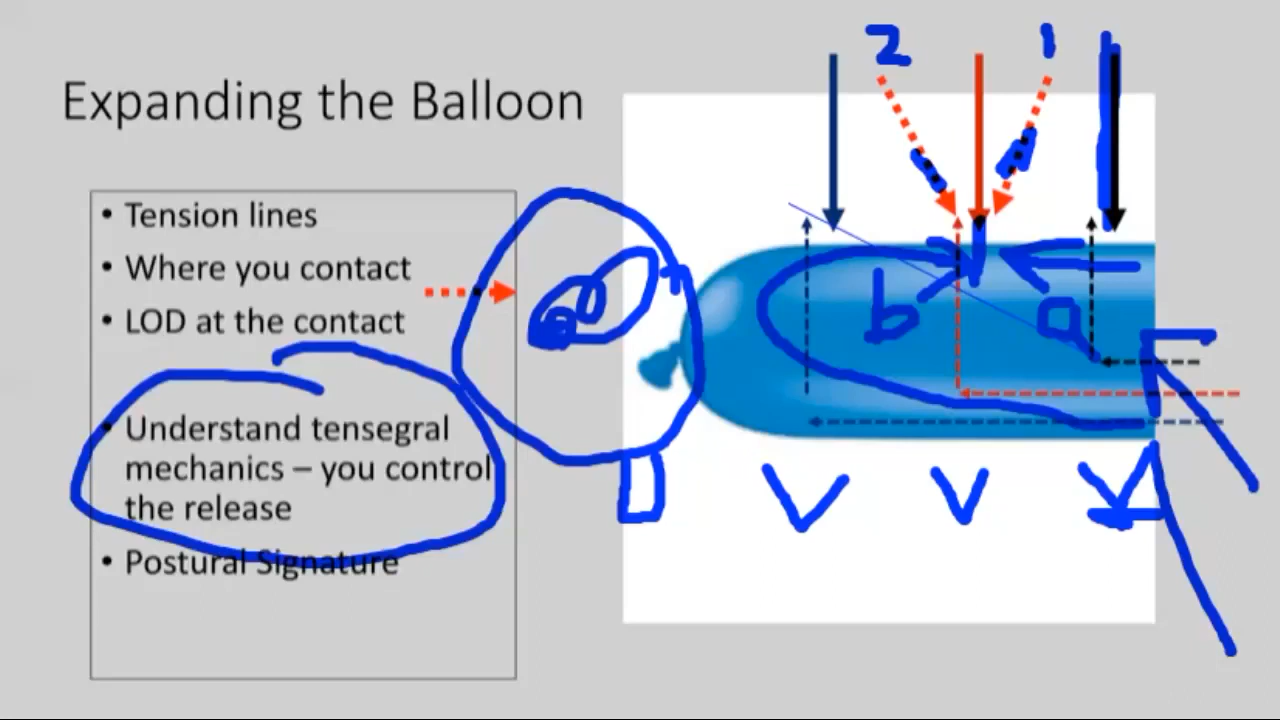 Expanding the Balloon
• Tension lines
• Where you contact
• LOD at the contact
• Understand tensegral
mechanics – you control
the release
• Postural Signature
2 1
b a